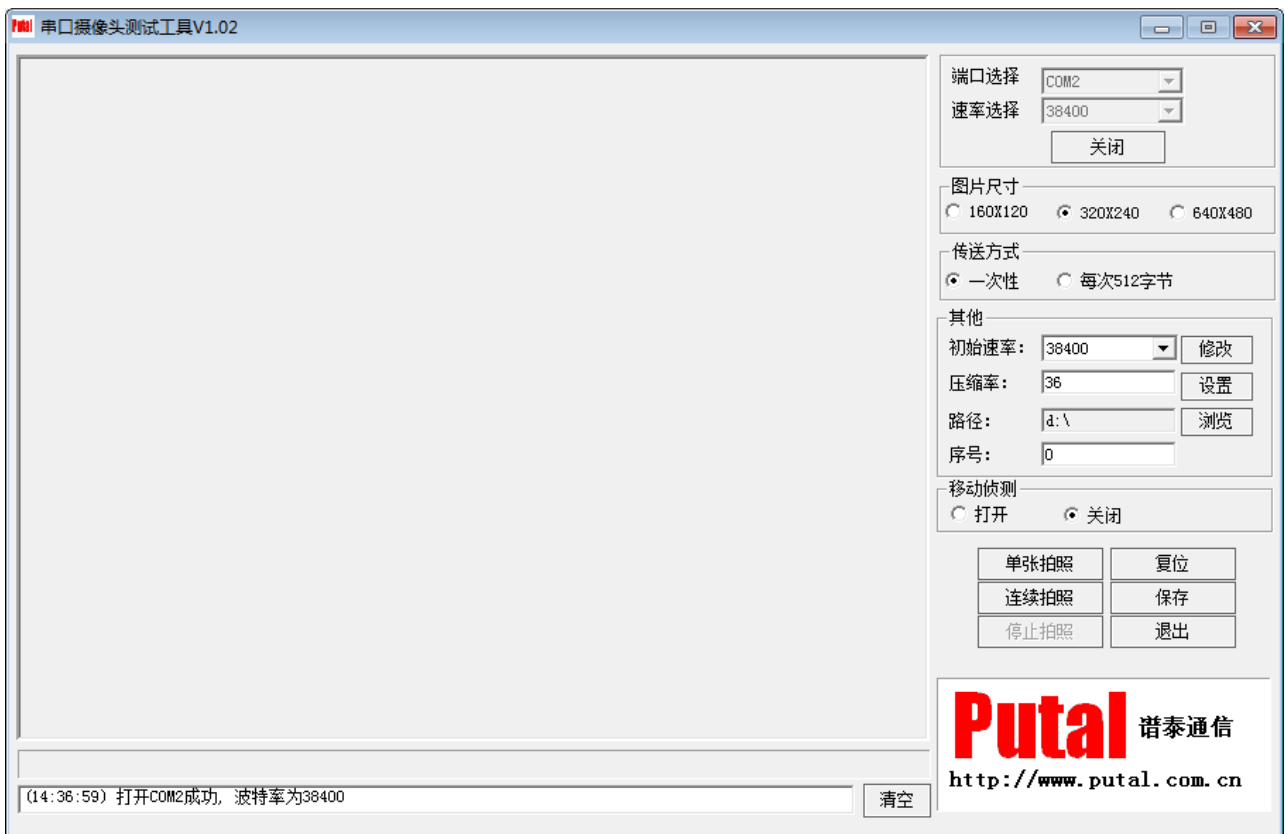 Putal 串口摄像头测试工具V1.02
端口选择 COM2
速率选择 38400
关闭
图片尺寸
160X120 320X240 640X480
传送方式
一次性 每次512字节
其他
初始速率: 38400 修改
压缩率: 36 设置
路径: d:\ 浏览
序号: 0
移动侦测
打开 关闭
单张拍照 复位
连续拍照 保存
停止拍照 退出
Putal 谱泰通信
http://www.putal.com.cn
(14:36:59) 打开COM2成功, 波特率为38400 清空